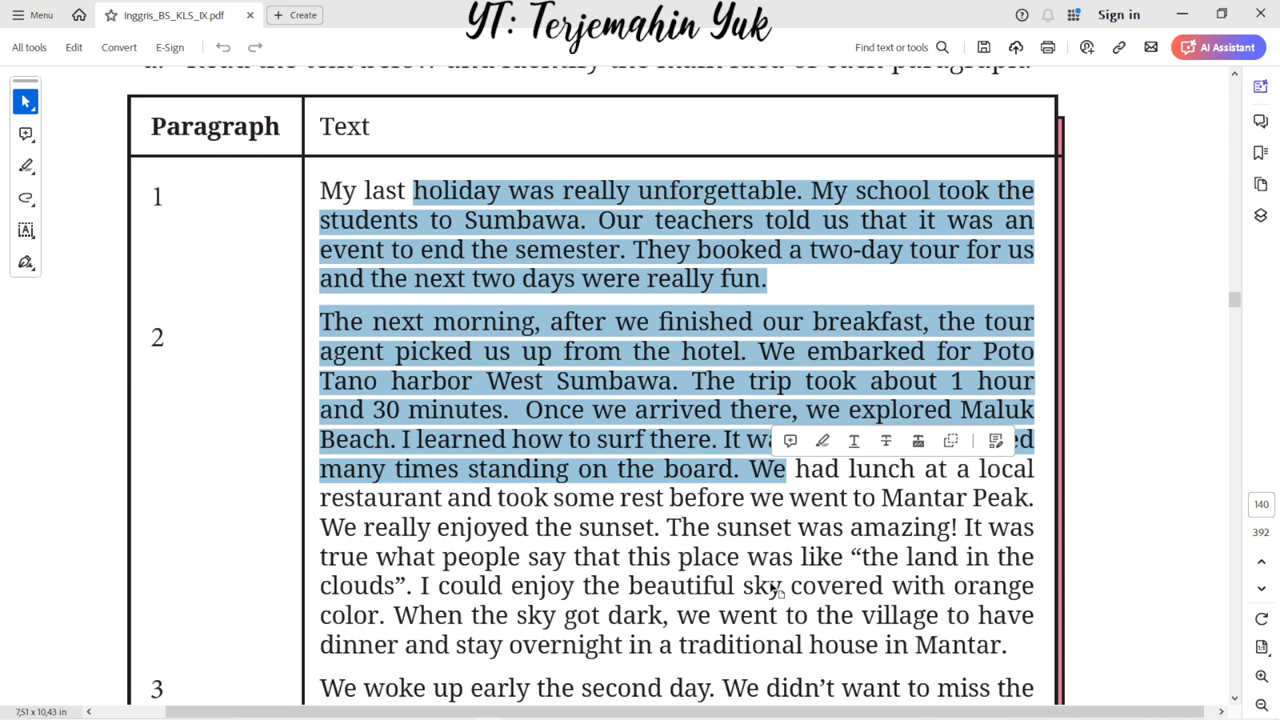 Menu
Inggris_BS_KLS_IX.pdf
Create
YT: Terjemahin Yuk
Sign in
All tools
Edit
Convert
E-Sign
Find text or tools
AI Assistant
Paragraph
Text
1
My last holiday was really unforgettable. My school took the
students to Sumbawa. Our teachers told us that it was an
event to end the semester. They booked a two-day tour for us
and the next two days were really fun.
2
The next morning, after we finished our breakfast, the tour
agent picked us up from the hotel. We embarked for Poto
Tano harbor West Sumbawa. The trip took about 1 hour
and 30 minutes. Once we arrived there, we explored Maluk
Beach. I learned how to surf there. It
many times standing on the board. We had lunch at a local
restaurant and took some rest before we went to Mantar Peak.
We really enjoyed the sunset. The sunset was amazing! It was
true what people say that this place was like “the land in the
clouds”. I could enjoy the beautiful sky covered with orange
color. When the sky got dark, we went to the village to have
dinner and stay overnight in a traditional house in Mantar.
3
We woke up early the second day. We didn’t want to miss the
140
392
7,51 x 10,43 in